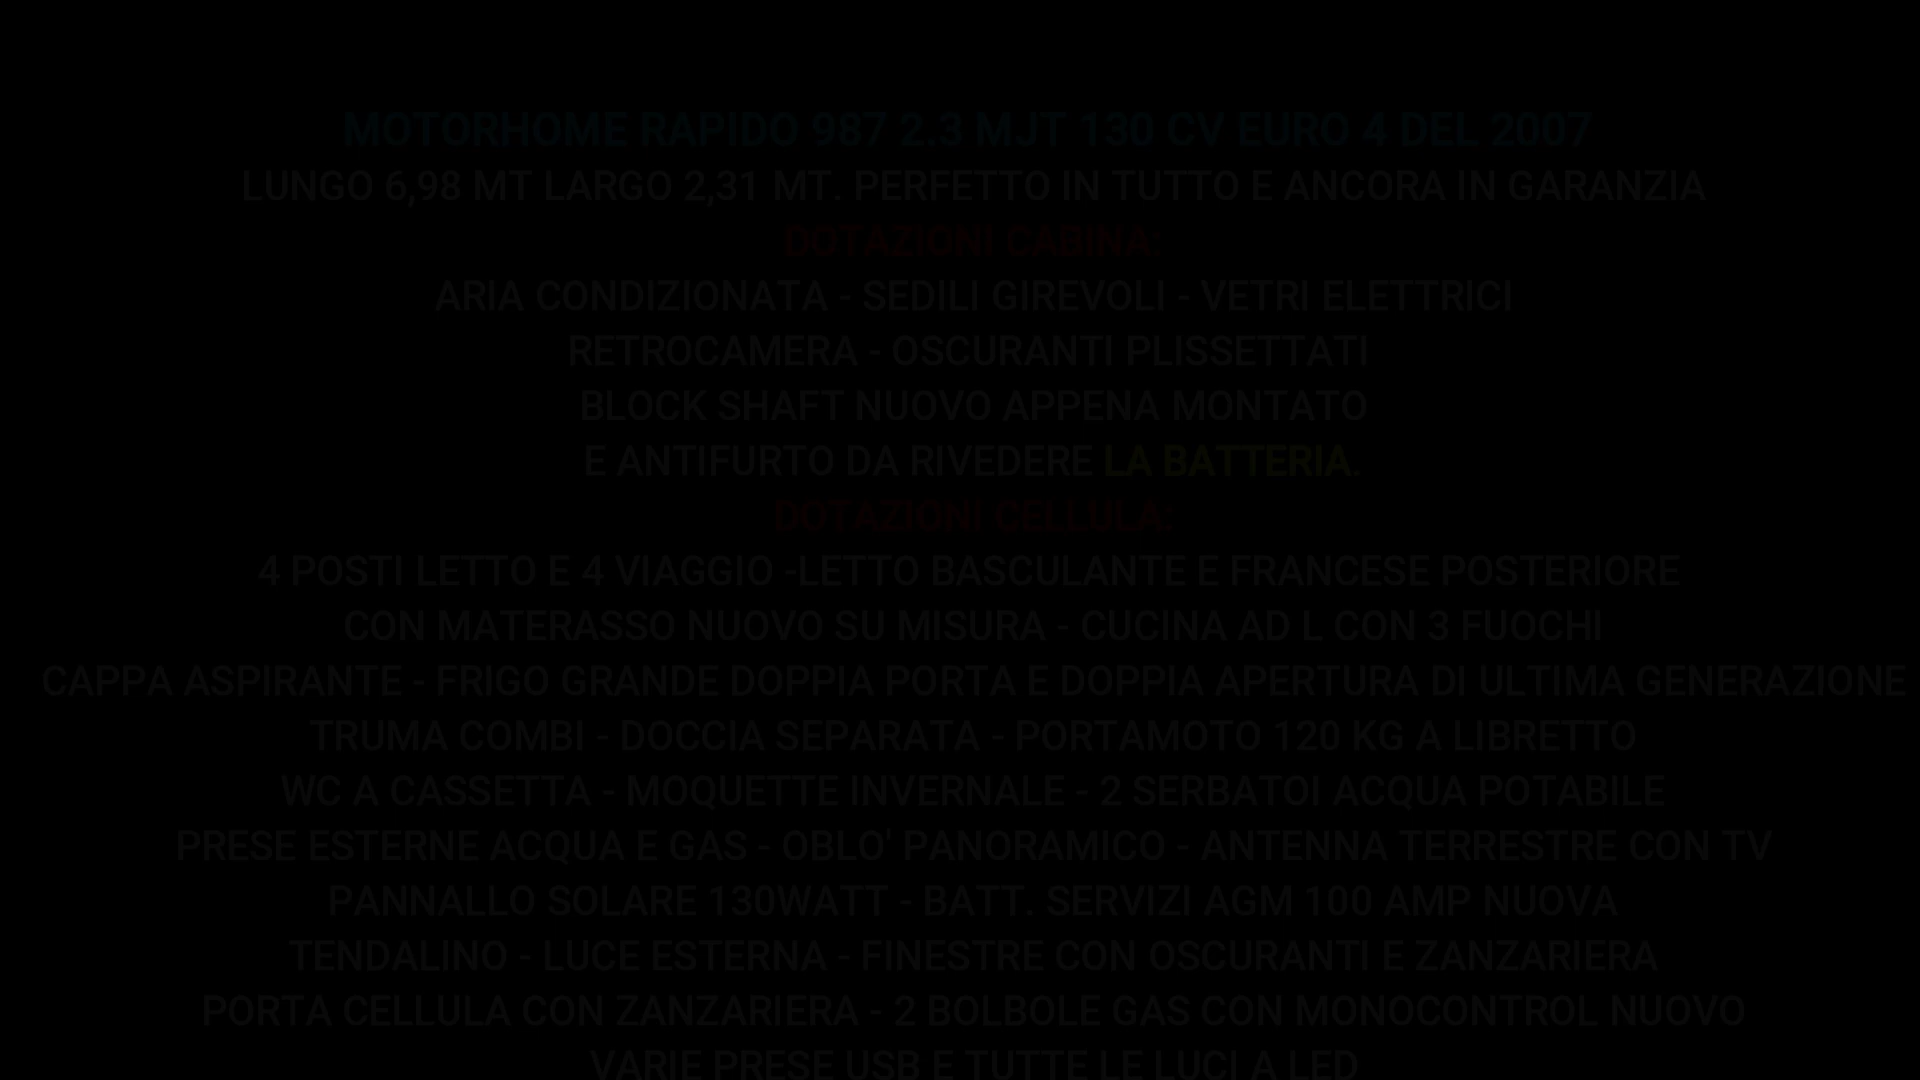 MOTORHOME RAPIDO 987 2.3 MJT 130 CV EURO 4 DEL 2007
LUNGO 6,98 MT LARGO 2,31 MT. PERFETTO IN TUTTO E ANCORA IN GARANZIA
DOTAZIONI CABINA:
ARIA CONDIZIONATA - SEDILI GIREVOLI - VETRI ELETTRICI
RETROCAMERA - OSCURANTI PLISSETTATI
BLOCK SHAFT NUOVO APPENA MONTATO
E ANTIFURTO DA RIVEDERE LA BATTERIA.
DOTAZIONI CELLULA:
4 POSTI LETTO E 4 VIAGGIO -LETTO BASCULANTE E FRANCESE POSTERIORE
CON MATERASSO NUOVO SU MISURA - CUCINA AD L CON 3 FUOCHI
CAPPA ASPIRANTE - FRIGO GRANDE DOPPIA PORTA E DOPPIA APERTURA DI ULTIMA GENERAZIONE
TRUMA COMBI - DOCCIA SEPARATA - PORTAMOTO 120 KG A LIBRETTO
WC A CASSETTA - MOQUETTE INVERNALE - 2 SERBATOI ACQUA POTABILE
PRESE ESTERNE ACQUA E GAS - OBLO' PANORAMICO - ANTENNA TERRESTRE CON TV
PANNALLO SOLARE 130WATT - BATT. SERVIZI AGM 100 AMP NUOVA
TENDALINO - LUCE ESTERNA - FINESTRE CON OSCURANTI E ZANZARIERA
PORTA CELLULA CON ZANZARIERA - 2 BOLBOLE GAS CON MONOCONTROL NUOVO
VARIE PRESE USB E TUTTE LE LUCI A LED